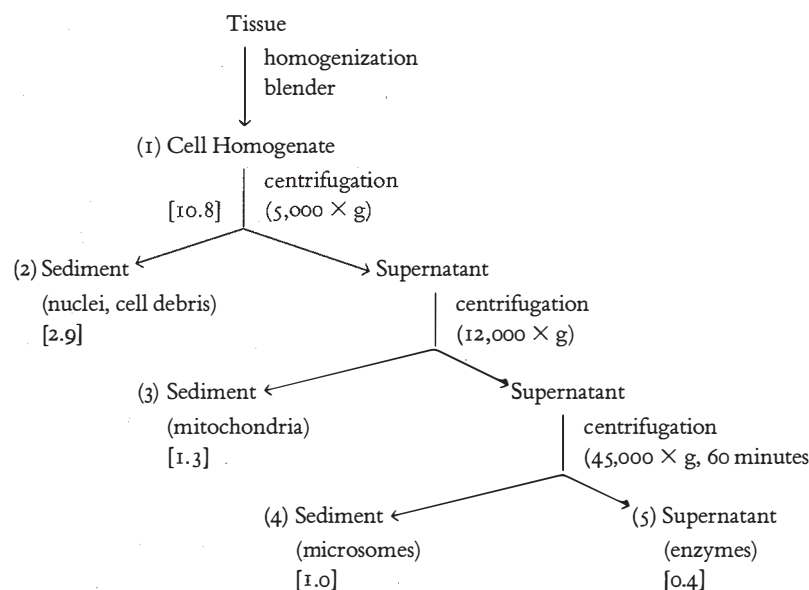 Tissue
homogenization
blender
(1) Cell Homogenate
centrifugation
[10.8] (5,000 × g)
(2) Sediment Supernatant
(nuclei, cell debris) centrifugation
[2.9] (12,000 × g)
(3) Sediment Supernatant
(mitochondria) centrifugation
[1.3] (45,000 × g, 60 minutes
(4) Sediment (5) Supernatant
(microsomes) (enzymes)
[1.0] [0.4]